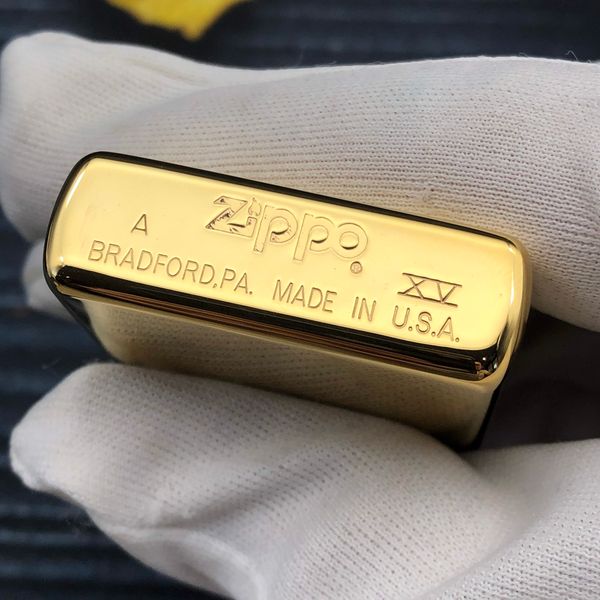 Zippo ®
A XV
BRADFORD, PA. MADE IN U.S.A.